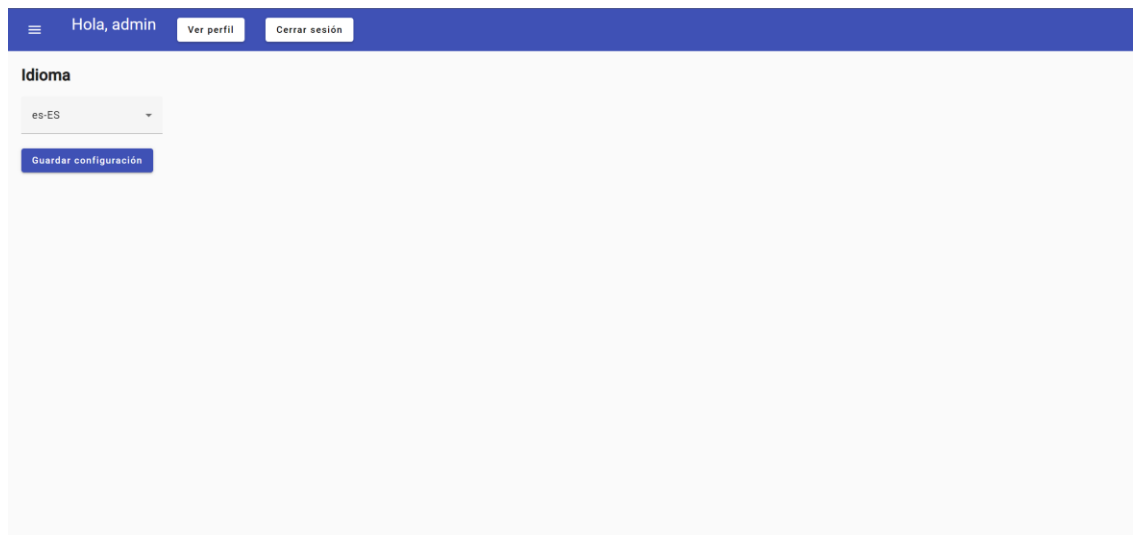 Hola, admin Ver perfil Cerrar sesión
Idioma
es-ES
Guardar configuración